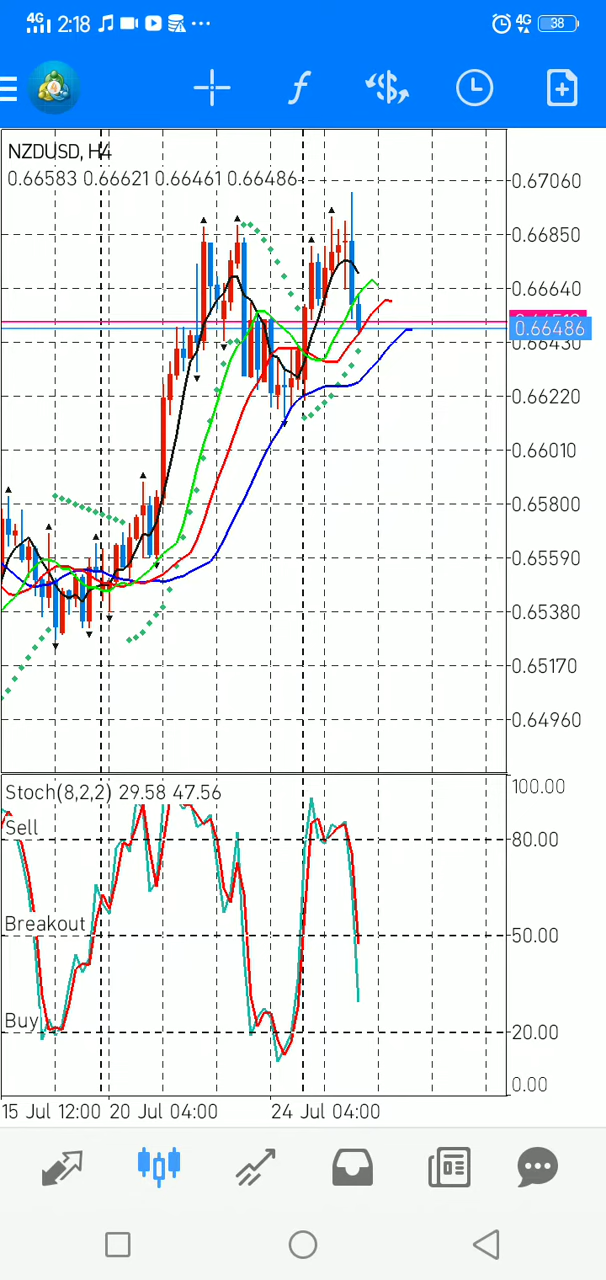 4G 2:18 ... 4G 38
f $
NZDUSD, H4
0.66583 0.66621 0.66461 0.66486
0.67060
0.66850
0.66640
0.66486
0.66430
0.66220
0.66010
0.65800
0.65590
0.65380
0.65170
0.64960
Stoch(8,2,2) 29.58 47.56
100.00
Sell
80.00
Breakout
50.00
Buy
20.00
0.00
15 Jul 12:00 20 Jul 04:00 24 Jul 04:00